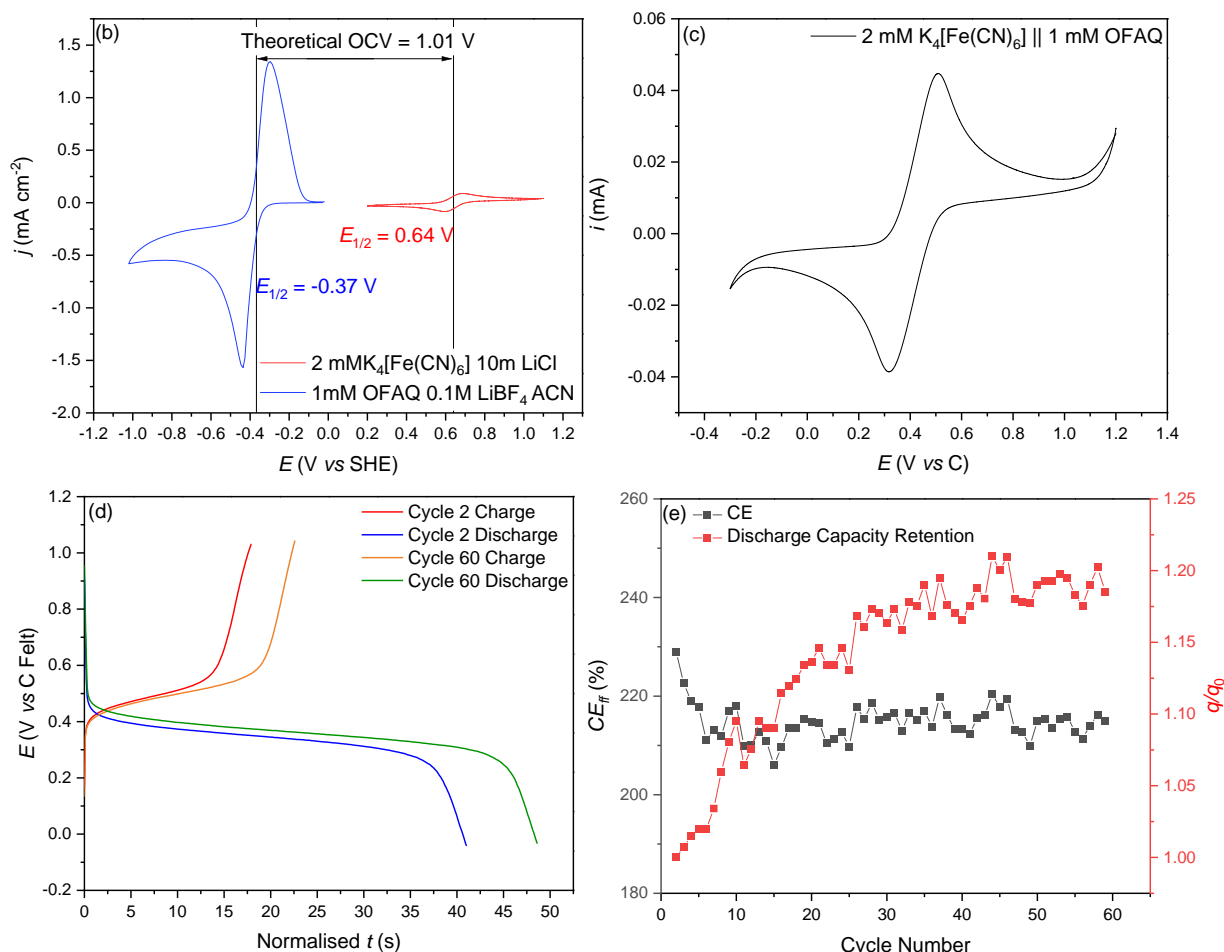 (b)
Theoretical OCV = 1.01 V
1.5
1.0
0.5
0.0
-0.5
-1.0
-1.5
-2.0
j (mA cm-2)
E1/2 = 0.64 V
E1/2 = -0.37 V
2 mMK4[Fe(CN)6] 10m LiCl
1mM OFAQ 0.1M LiBF4 ACN
-1.2 -1.0 -0.8 -0.6 -0.4 -0.2 0.0 0.2 0.4 0.6 0.8 1.0 1.2
E (V vs SHE)
(c)
2 mM K4[Fe(CN)6] || 1 mM OFAQ
0.06
0.04
0.02
0.00
-0.02
-0.04
i (mA)
-0.4 -0.2 0.0 0.2 0.4 0.6 0.8 1.0 1.2 1.4
E (V vs C)
(d)
Cycle 2 Charge
Cycle 2 Discharge
Cycle 60 Charge
Cycle 60 Discharge
1.2
1.0
0.8
0.6
0.4
0.2
0.0
-0.2
E (V vs C Felt)
0 5 10 15 20 25 30 35 40 45 50
Normalised t (s)
(e)
CE
Discharge Capacity Retention
260
240
220
200
180
CEff (%)
1.25
1.20
1.15
1.10
1.05
1.00
q/q0
0 10 20 30 40 50 60
Cycle Number